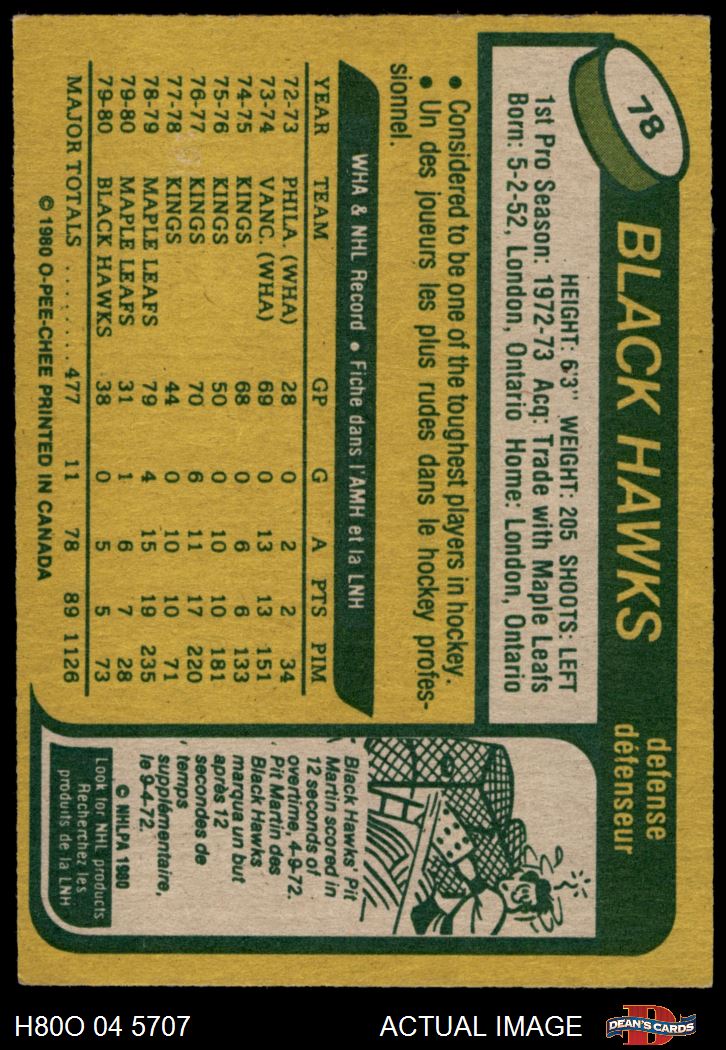 78
BLACK HAWKS
defense
défenseur
HEIGHT: 6'3" WEIGHT: 205 SHOOTS: LEFT
1st Pro Season: 1972-73 Acq: Trade with Maple Leafs
Born: 5-2-52, London, Ontario Home: London, Ontario
• Considered to be one of the toughest players in hockey.
• Un des joueurs les plus rudes dans le hockey profes-
sionnel.
WHA & NHL Record • Fiche dans l'AMH et la LNH
YEAR TEAM GP G A PTS PIM
72-73 PHILA. (WHA) 28 0 2 2 34
73-74 VANC. (WHA) 69 0 13 13 151
74-75 KINGS 68 0 6 6 133
75-76 KINGS 50 0 10 10 181
76-77 KINGS 70 6 11 17 220
77-78 KINGS 44 0 10 10 71
78-79 MAPLE LEAFS 79 4 15 19 235
79-80 MAPLE LEAFS 31 1 6 7 28
79-80 BLACK HAWKS 38 0 5 5 73
MAJOR TOTALS ........ 477 11 78 89 1126
© 1980 O-PEE-CHEE PRINTED IN CANADA
Black Hawks' Pit
Martin scored in
12 seconds of
overtime, 4-9-72.
Pit Martin des
Black Hawks
marqua un but
après 12
secondes de
temps
supplémentaire,
le 9-4-72.
© NHLPA 1980
Look for NHL products
Recherchez les
produits de la LNH
H80O 04 5707
ACTUAL IMAGE
D
DEAN'S CARDS